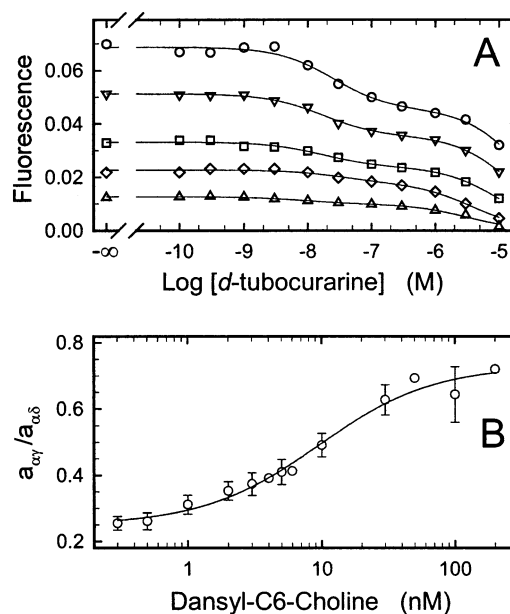 A
Fluorescence
0.06
0.04
0.02
0.00
-∞ -10 -9 -8 -7 -6 -5
Log [d-tubocurarine] (M)
B
aαγ/aαδ
0.8
0.6
0.4
0.2
1 10 100
Dansyl-C6-Choline (nM)